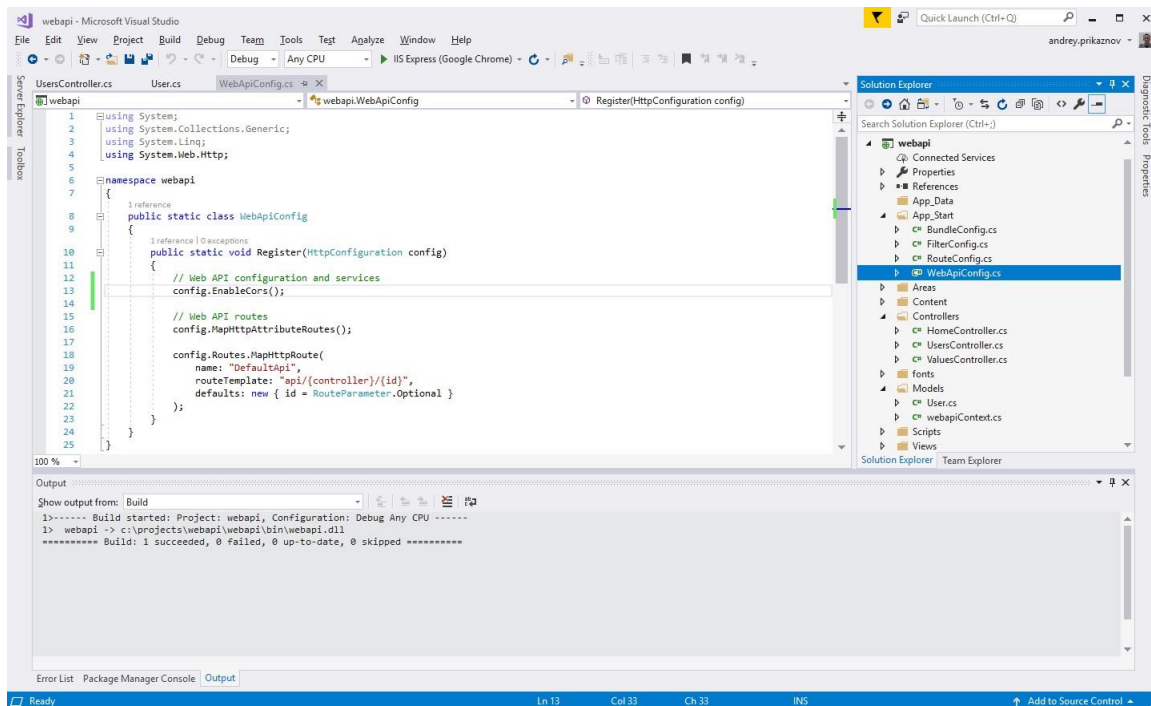 webapi - Microsoft Visual Studio
Quick Launch (Ctrl+Q)
File Edit View Project Build Debug Team Tools Test Analyze Window Help
andrey.prikaznov
Debug Any CPU IIS Express (Google Chrome)
Server Explorer
Toolbox
UsersController.cs User.cs WebApiConfig.cs
webapi webapi.WebApiConfig Register(HttpConfiguration config)
1 using System;
2 using System.Collections.Generic;
3 using System.Linq;
4 using System.Web.Http;
5
6 namespace webapi
7 {
1 reference
8 public static class WebApiConfig
9 {
1 reference | 0 exceptions
10 public static void Register(HttpConfiguration config)
11 {
12 // Web API configuration and services
13 config.EnableCors();
14
15 // Web API routes
16 config.MapHttpAttributeRoutes();
17
18 config.Routes.MapHttpRoute(
19 name: "DefaultApi",
20 routeTemplate: "api/{controller}/{id}",
21 defaults: new { id = RouteParameter.Optional }
22 );
23 }
24 }
25 }
100 %
Solution Explorer
Search Solution Explorer (Ctrl+;)
webapi
Connected Services
Properties
References
App_Data
App_Start
C# BundleConfig.cs
C# FilterConfig.cs
C# RouteConfig.cs
C# WebApiConfig.cs
Areas
Content
Controllers
C# HomeController.cs
C# UsersController.cs
C# ValuesController.cs
fonts
Models
C# User.cs
C# webapiContext.cs
Scripts
Views
Solution Explorer Team Explorer
Diagnostic Tools
Properties
Output
Show output from: Build
1>------ Build started: Project: webapi, Configuration: Debug Any CPU ------
1> webapi -> c:\projects\webapi\webapi\bin\webapi.dll
========== Build: 1 succeeded, 0 failed, 0 up-to-date, 0 skipped ==========
Error List Package Manager Console Output
Ready Ln 13 Col 33 Ch 33 INS Add to Source Control